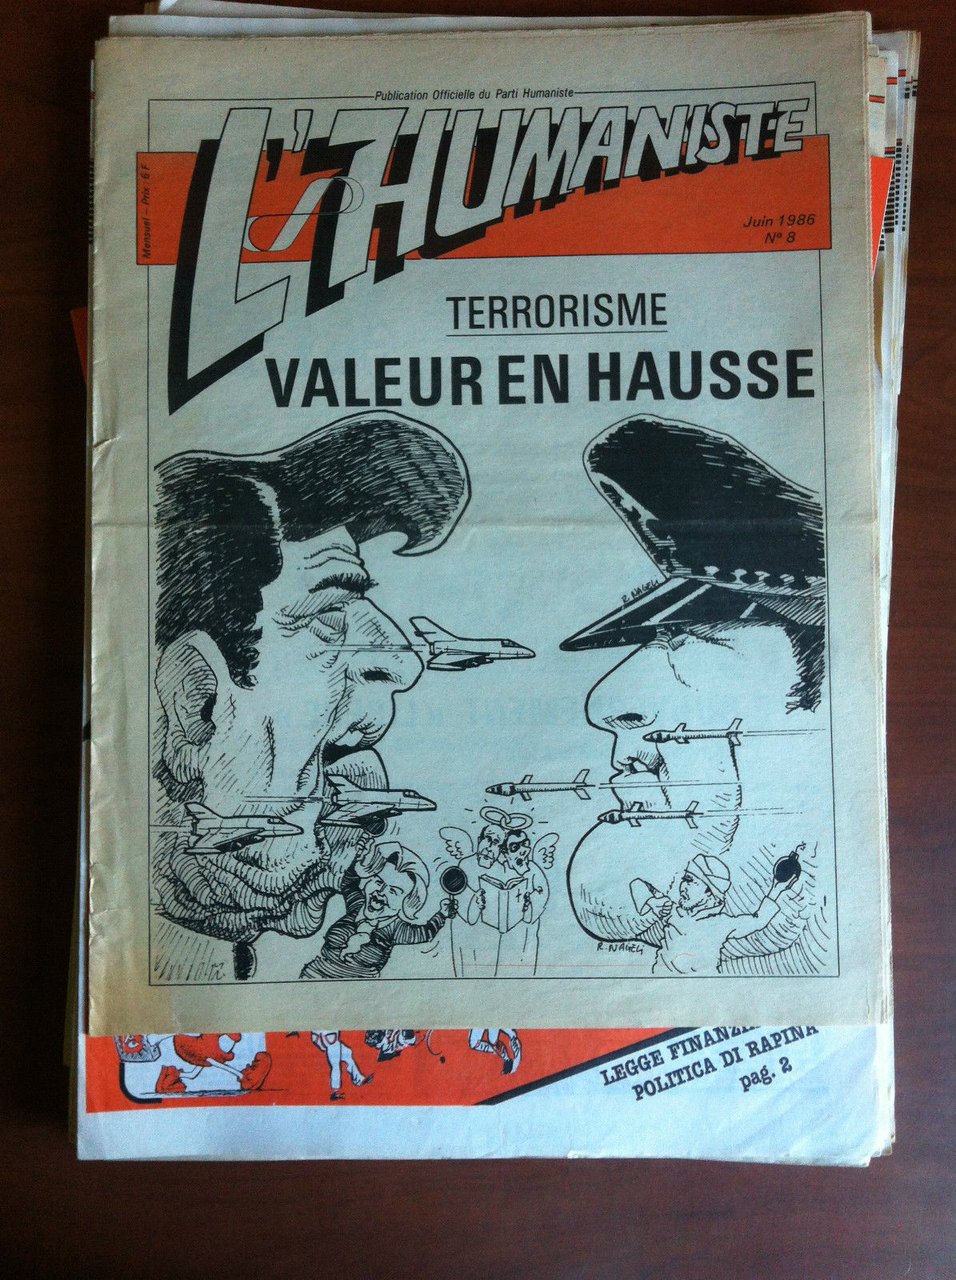 Publication Officielle du Parti Humaniste
L'HUMANISTE
Mensuel – Prix : 6 F
Juin 1986
N° 8
TERRORISME
VALEUR EN HAUSSE
R. NAGEL
R. NAGEL
LEGGE FINANZI
POLITICA DI RAPINA
pag. 2